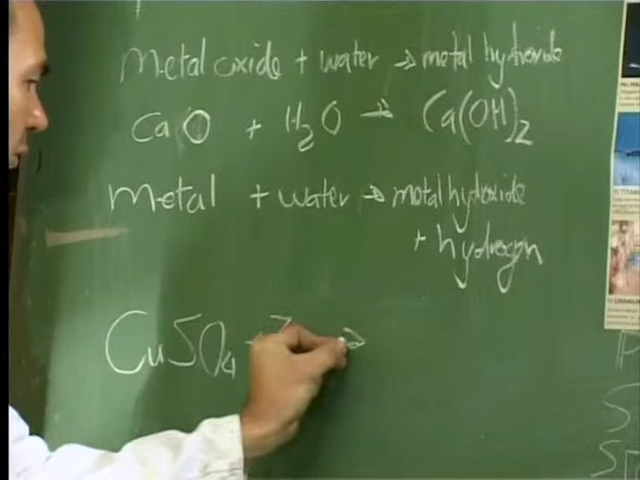 metal oxide + water → metal hydroxide
CaO + H₂O → Ca(OH)₂
metal + water → metal hydroxide
+ hydrogen
CuSO₄ + →